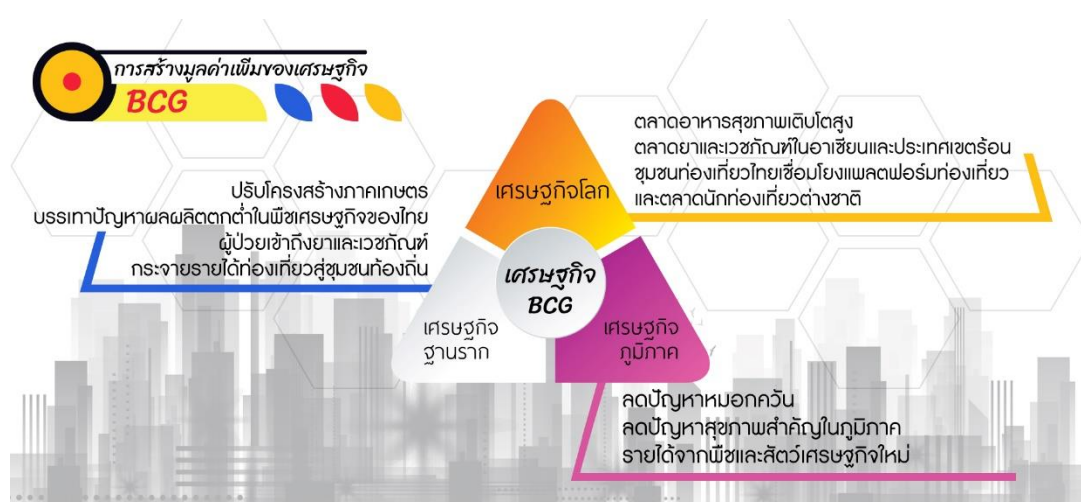 การสร้างมูลค่าเพิ่มของเศรษฐกิจ
BCG
ตลาดอาหารสุขภาพเติบโตสูง
ตลาดยาและเวชภัณฑ์ในอาเซียนและประเทศเขตร้อน
ชุมชนท่องเที่ยวไทยเชื่อมโยงแพลตฟอร์มท่องเที่ยว
และตลาดนักท่องเที่ยวต่างชาติ
ปรับโครงสร้างภาคเกษตร
บรรเทาปัญหาผลผลิตตกต่ำในพืชเศรษฐกิจของไทย
ผู้ป่วยเข้าถึงยาและเวชภัณฑ์
กระจายรายได้ท่องเที่ยวสู่ชุมชนท้องถิ่น
เศรษฐกิจโลก
เศรษฐกิจ
BCG
เศรษฐกิจ
ฐานราก
เศรษฐกิจ
ภูมิภาค
ลดปัญหาหมอกควัน
ลดปัญหาสุขภาพสำคัญในภูมิภาค
รายได้จากพืชและสัตว์เศรษฐกิจใหม่